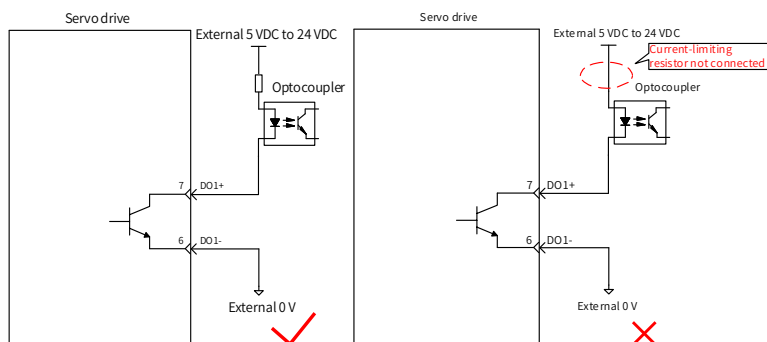 Servo drive
External 5 VDC to 24 VDC
Optocoupler
7
DO1+
6
DO1-
External 0 V
Servo drive
External 5 VDC to 24 VDC
Current-limiting
resistor not connected
Optocoupler
7
DO1+
6
DO1-
External 0 V